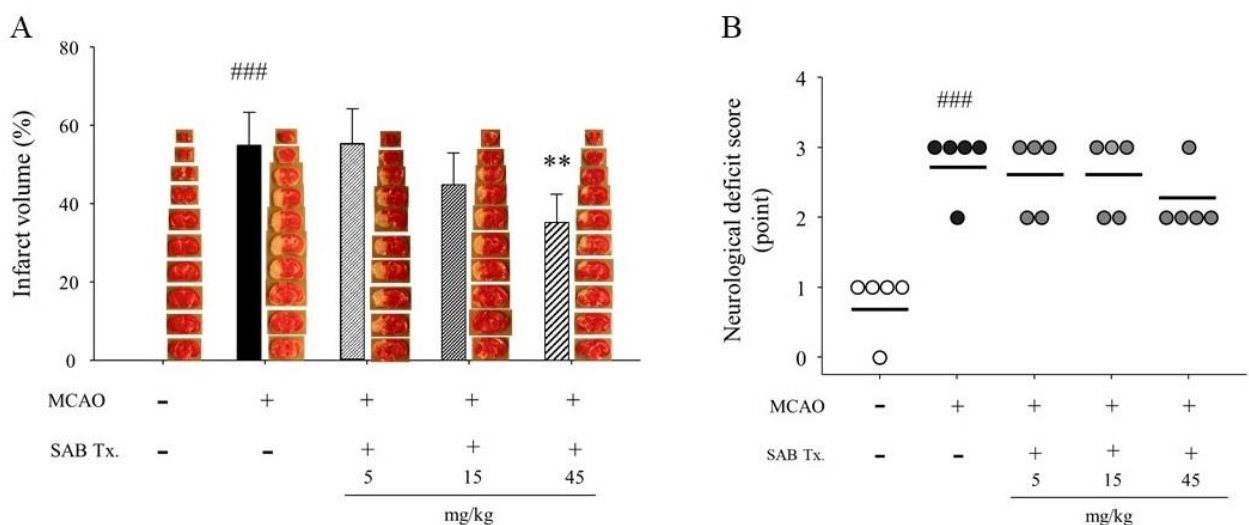 A
Infarct volume (%)
80
60
40
20
0
###
**
MCAO - + + + +
SAB Tx. - - + + +
5 15 45
mg/kg
B
Neurological deficit score
(point)
4
3
2
1
0
###
MCAO - + + + +
SAB Tx. - - + + +
5 15 45
mg/kg